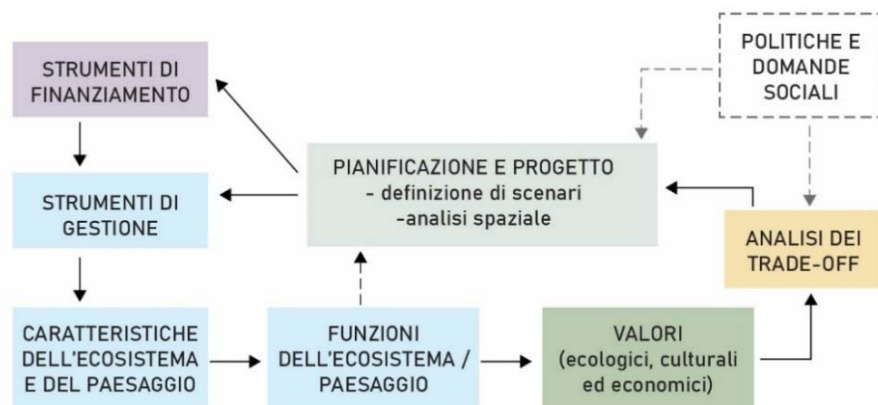 STRUMENTI DI
FINANZIAMENTO
POLITICHE E
DOMANDE
SOCIALI
PIANIFICAZIONE E PROGETTO
- definizione di scenari
-analisi spaziale
STRUMENTI DI
GESTIONE
ANALISI DEI
TRADE-OFF
CARATTERISTICHE
DELL'ECOSISTEMA
E DEL PAESAGGIO
FUNZIONI
DELL'ECOSISTEMA /
PAESAGGIO
VALORI
(ecologici, culturali
ed economici)